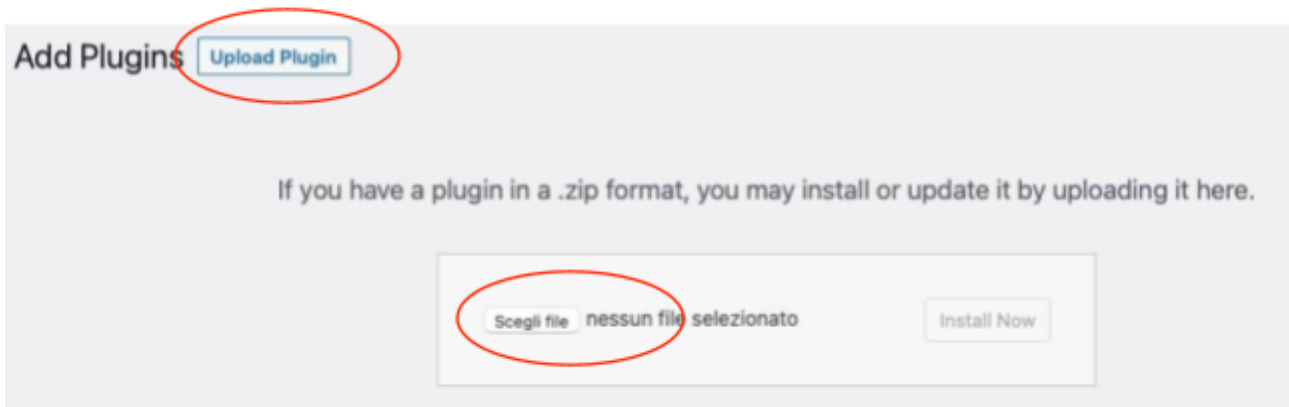 Add Plugins Upload Plugin
If you have a plugin in a .zip format, you may install or update it by uploading it here.
Scegli file nessun file selezionato Install Now